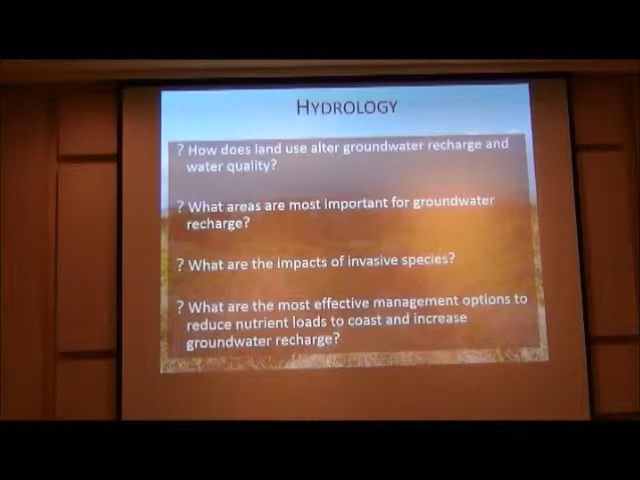 HYDROLOGY
? How does land use alter groundwater recharge and
water quality?
? What areas are most important for groundwater
recharge?
? What are the impacts of invasive species?
? What are the most effective management options to
reduce nutrient loads to coast and increase
groundwater recharge?